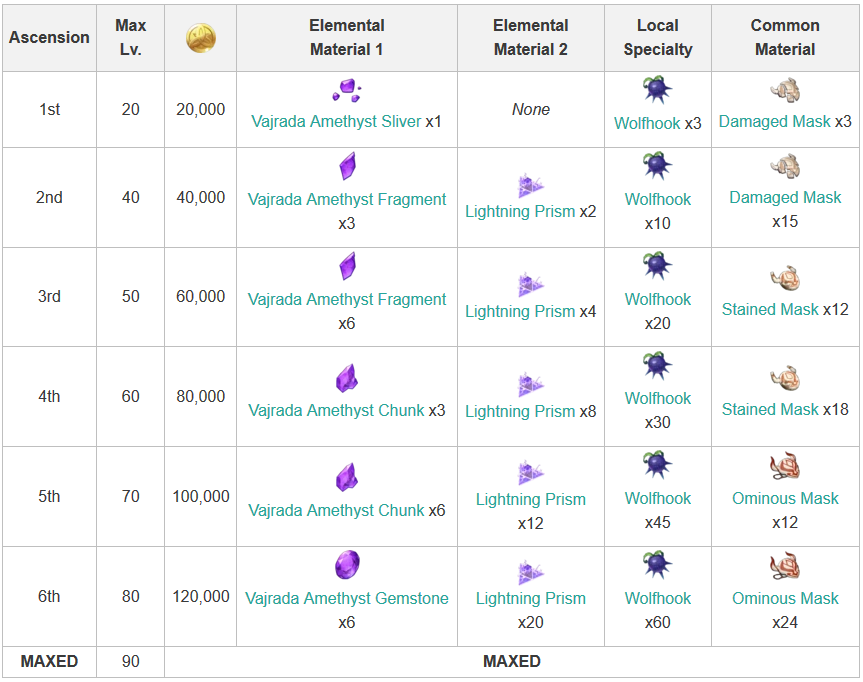 Ascension Max Lv. Elemental Material 1 Elemental Material 2 Local Specialty Common Material
1st 20 20,000 Vajrada Amethyst Sliver x1 None Wolfhook x3 Damaged Mask x3
2nd 40 40,000 Vajrada Amethyst Fragment x3 Lightning Prism x2 Wolfhook x10 Damaged Mask x15
3rd 50 60,000 Vajrada Amethyst Fragment x6 Lightning Prism x4 Wolfhook x20 Stained Mask x12
4th 60 80,000 Vajrada Amethyst Chunk x3 Lightning Prism x8 Wolfhook x30 Stained Mask x18
5th 70 100,000 Vajrada Amethyst Chunk x6 Lightning Prism x12 Wolfhook x45 Ominous Mask x12
6th 80 120,000 Vajrada Amethyst Gemstone x6 Lightning Prism x20 Wolfhook x60 Ominous Mask x24
MAXED 90 MAXED